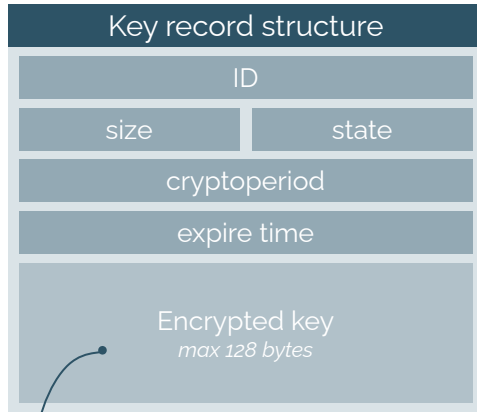 Key record structure
ID
size state
cryptoperiod
expire time
Encrypted key
max 128 bytes